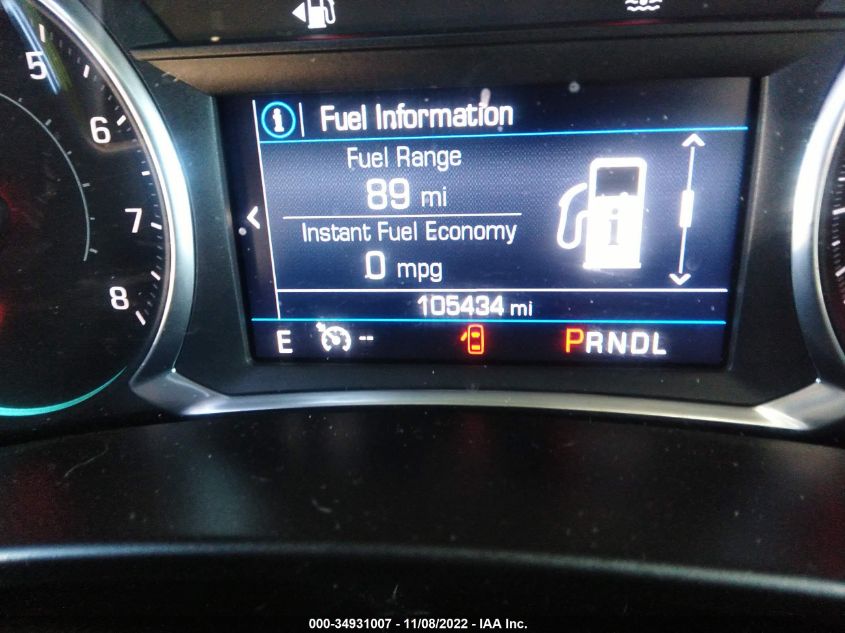 5
6
7
8
Fuel Information
Fuel Range
89 mi
Instant Fuel Economy
0 mpg
105434 mi
E -- PRNDL
000-34931007 - 11/08/2022 - IAA Inc.